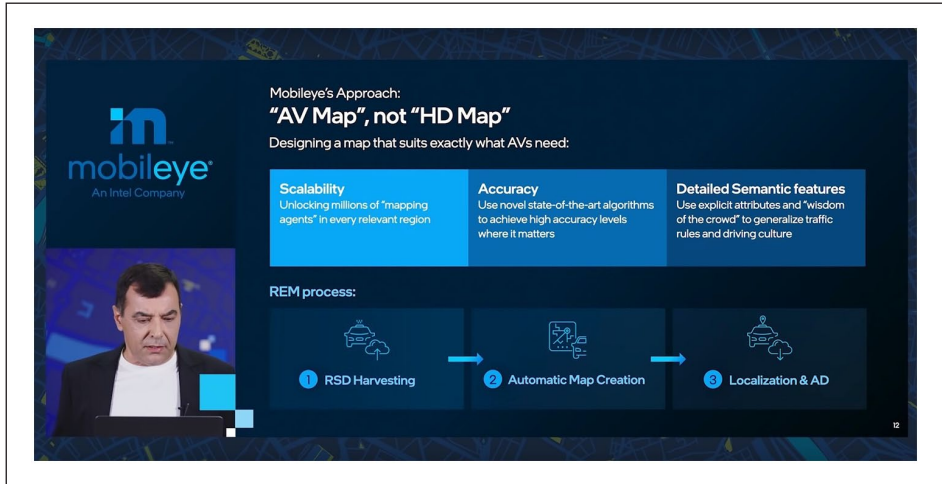 mobileye
An Intel Company
Mobileye's Approach:
"AV Map", not "HD Map"
Designing a map that suits exactly what AVs need:
Scalability
Unlocking millions of "mapping
agents" in every relevant region
Accuracy
Use novel state-of-the-art algorithms
to achieve high accuracy levels
where it matters
Detailed Semantic features
Use explicit attributes and "wisdom
of the crowd" to generalize traffic
rules and driving culture
REM process:
1 RSD Harvesting
2 Automatic Map Creation
3 Localization & AD
12